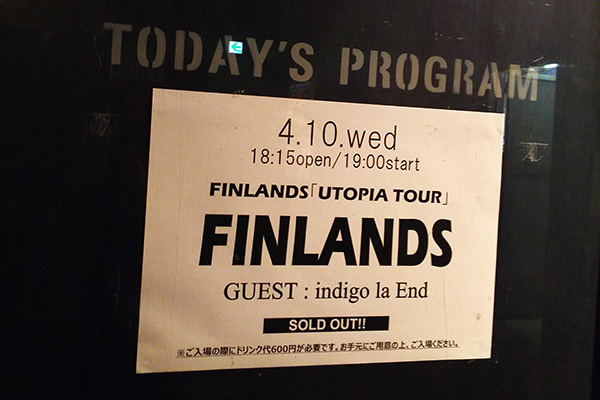 TODAY'S PROGRAM
4.10.wed
18:15open/19:00start
FINLANDS「UTOPIA TOUR」
FINLANDS
GUEST : indigo la End
SOLD OUT!!
※ご入場の際にドリンク代600円が必要です。お手元にご用意の上、ご入場ください。